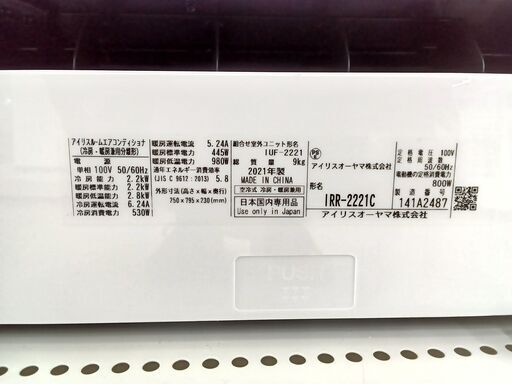 アイリスルームエアコンディショナ
(冷房・暖房兼用分離形)
電源
単相 100V 50/60Hz
冷房能力 2.2kW
暖房標準能力 2.2kW
暖房低温能力 2.8kW
冷房運転電流 6.24A
冷房消費電力 530W
暖房運転電流 5.24A
暖房標準電力 445W
暖房低温電力 980W
通年エネルギー消費効率
(JIS C 9612:2013) 5.8
外形寸法(高さ×幅×奥行)
250×795×230(mm)
組合せ室外ユニット形名
IUF-2221
総質量 9kg
2021年製
MADE IN CHINA
空冷式 冷房・暖房兼用
日本国内専用品
Use only in Japan
PSE
アイリスオーヤマ株式会社
形名
IRR-2221C
定格電圧 100V
定格周波数
50/60Hz
電動機の定格消費電力
800W
製造番号
141A2487
アイリスオーヤマ株式会社
PUSH